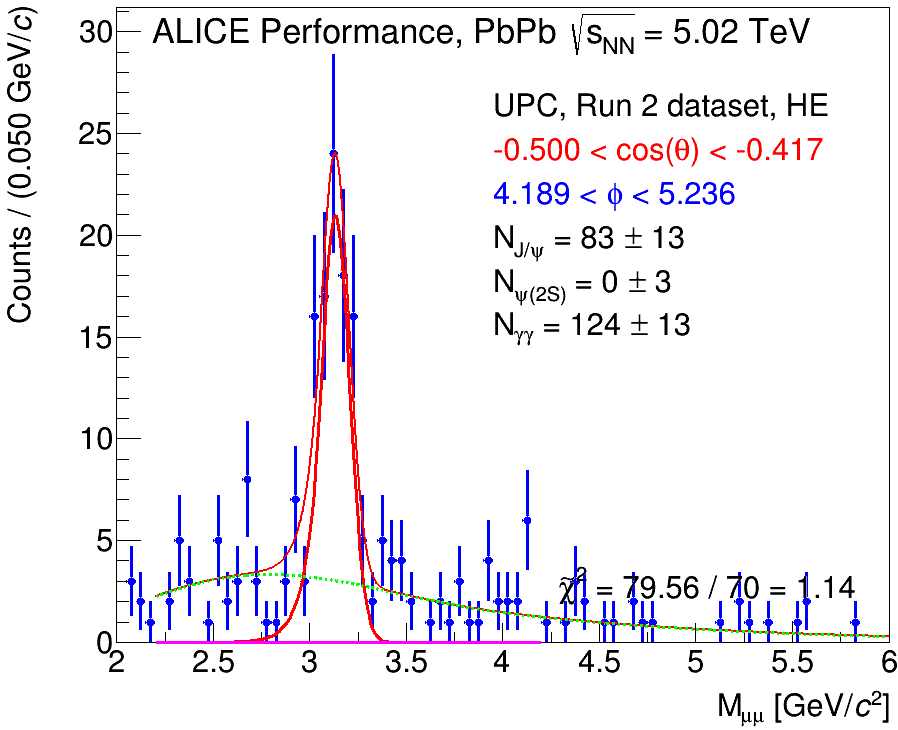 ALICE Performance, PbPb √sNN = 5.02 TeV
UPC, Run 2 dataset, HE
-0.500 < cos(θ) < -0.417
4.189 < ϕ < 5.236
NJ/ψ = 83 ± 13
Nψ(2S) = 0 ± 3
Nγγ = 124 ± 13
χ̃2 = 79.56 / 70 = 1.14
Counts / (0.050 GeV/c)
30
25
20
15
10
5
0
2 2.5 3 3.5 4 4.5 5 5.5 6
Mμμ [GeV/c2]